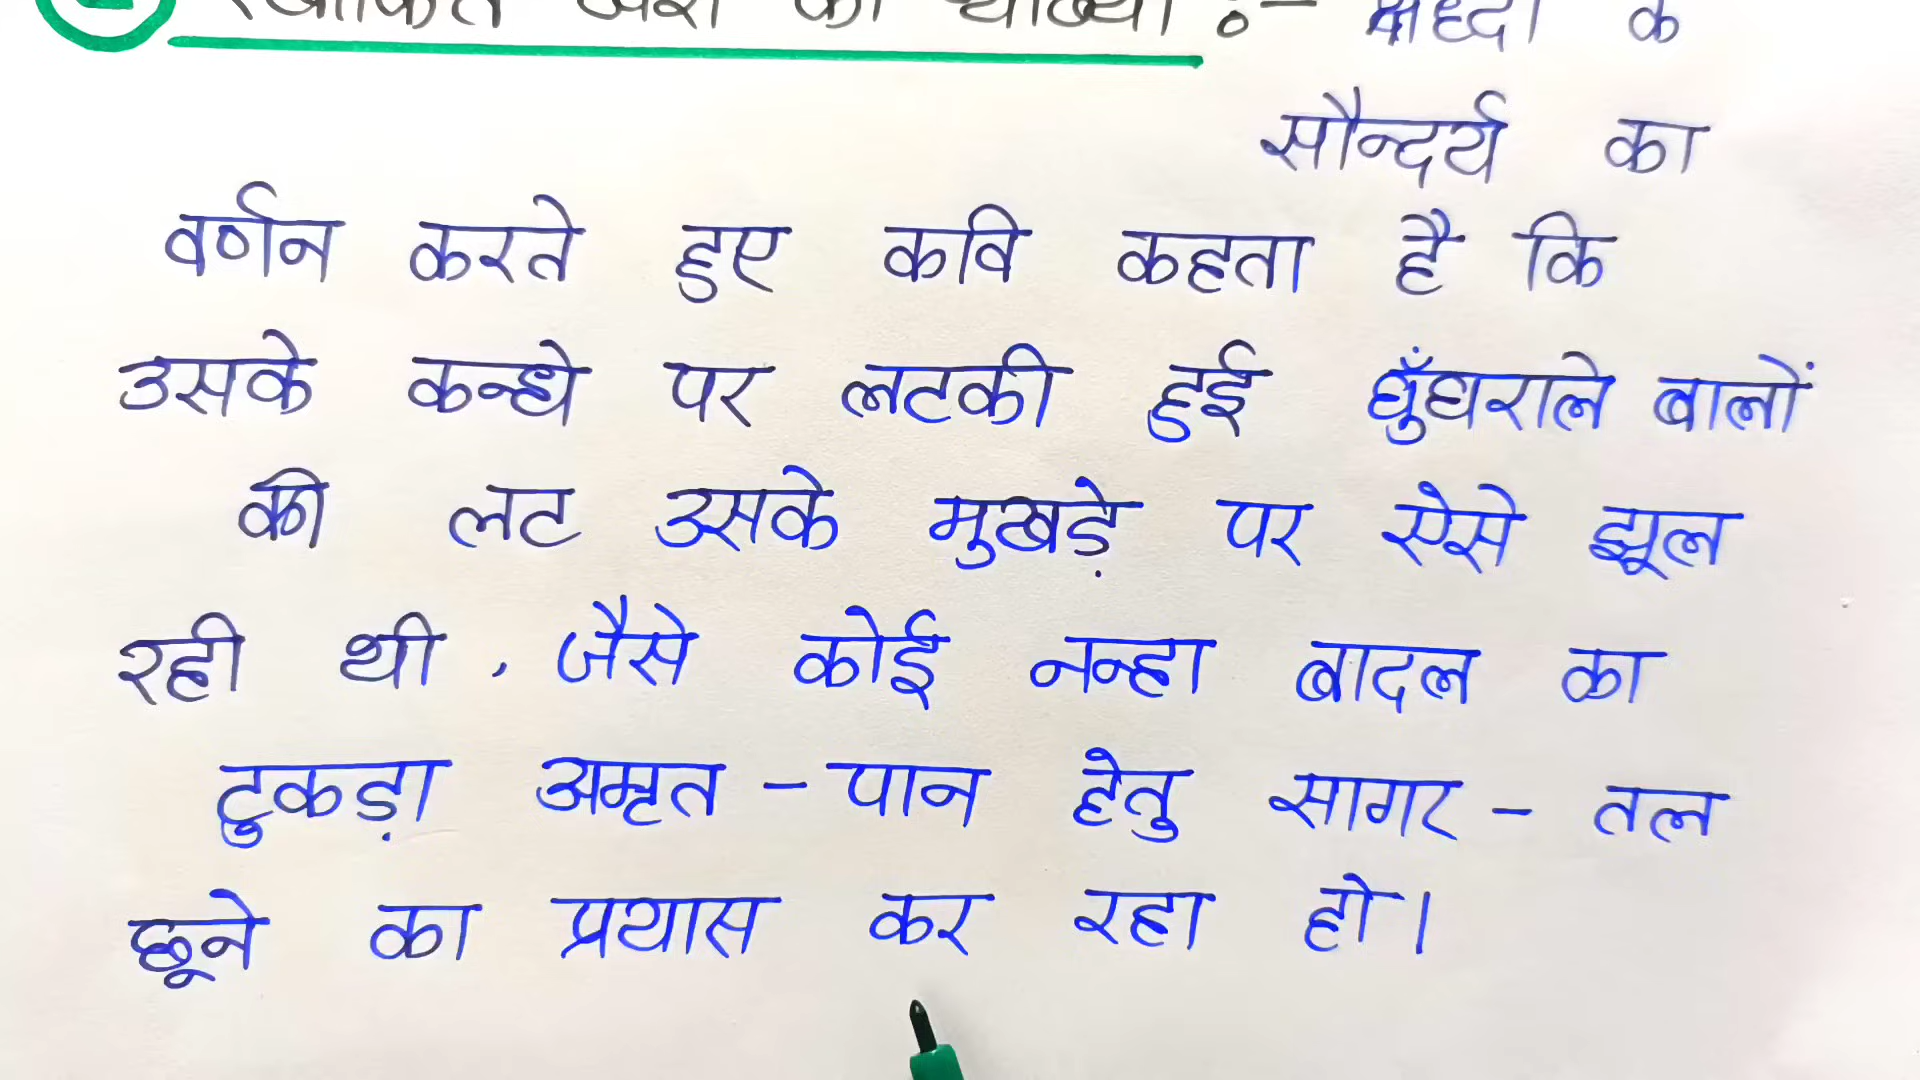 रेखांकित अंश की व्याख्या :- श्रद्धा के
सौन्दर्य का
वर्णन करते हुए कवि कहता है कि
उसके कन्धे पर लटकी हुई घुँघराले बालों
की लट उसके मुखड़े पर ऐसे झूल
रही थी, जैसे कोई नन्हा बादल का
टुकड़ा अमृत - पान हेतु सागर - तल
छूने का प्रयास कर रहा हो।